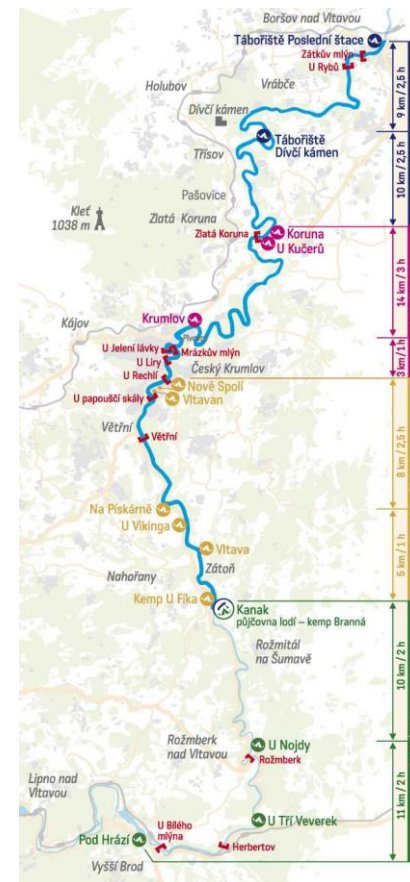 Boršov nad Vltavou
Tábořiště Poslední štace
Zátkův mlýn
U Rybů
Vrábče
Holubov
Dívčí kámen
9 km/2,5 h
Tábořiště
Dívčí kámen
Třísov
10 km/2,5 h
Pašovice
Kleť
1038 m
Zlatá Koruna
Zlatá Koruna
Koruna
U Kučerů
14 km/3 h
Krumlov
Kájov
U Jelení lávky
Mrázkův mlýn
U Liry
3 km/1 h
Český Krumlov
U Rechlí
Nové Spolí
U papouščí skály
Vltavan
Větřní
Větřní
8 km/2,5 h
Na Pískárně
U Vikinga
Vltava
5 km/1 h
Zátoň
Nahořany
Kemp U Fíka
Kanak
půjčovna lodí – kemp Branná
Rožmitál
na Šumavě
10 km/2 h
U Nojdy
Rožmberk
nad Vltavou
Rožmberk
Lipno nad
Vltavou
11 km/2 h
U Tří Veverek
U Bílého
mlýna
Pod Hrází
Herbertov
Vyšší Brod